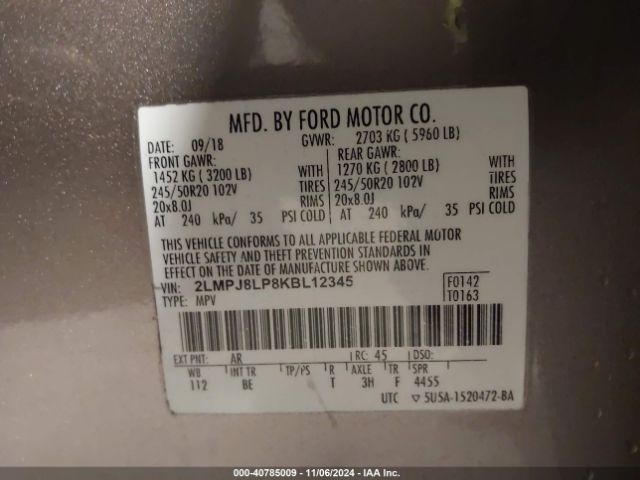 MFD. BY FORD MOTOR CO.
DATE: 09/18 GVWR: 2703 KG ( 5960 LB)
FRONT GAWR: REAR GAWR:
1452 KG ( 3200 LB) WITH 1270 KG ( 2800 LB) WITH
245/50R20 102V TIRES 245/50R20 102V TIRES
20x8.0J RIMS 20x8.0J RIMS
AT 240 kPa/ 35 PSI COLD AT 240 kPa/ 35 PSI COLD
THIS VEHICLE CONFORMS TO ALL APPLICABLE FEDERAL MOTOR
VEHICLE SAFETY AND THEFT PREVENTION STANDARDS IN
EFFECT ON THE DATE OF MANUFACTURE SHOWN ABOVE.
VIN: 2LMPJ8LP8KBL12345 F0142
TYPE: MPV T0163
EXT PNT: AR RC: 45 DSO:
WB INT TR TP/PS R AXLE TR SPR
112 BE T 3H F 4455
UTC ▽ 5U5A-1520472-BA
000-40785009 - 11/06/2024 - IAA Inc.